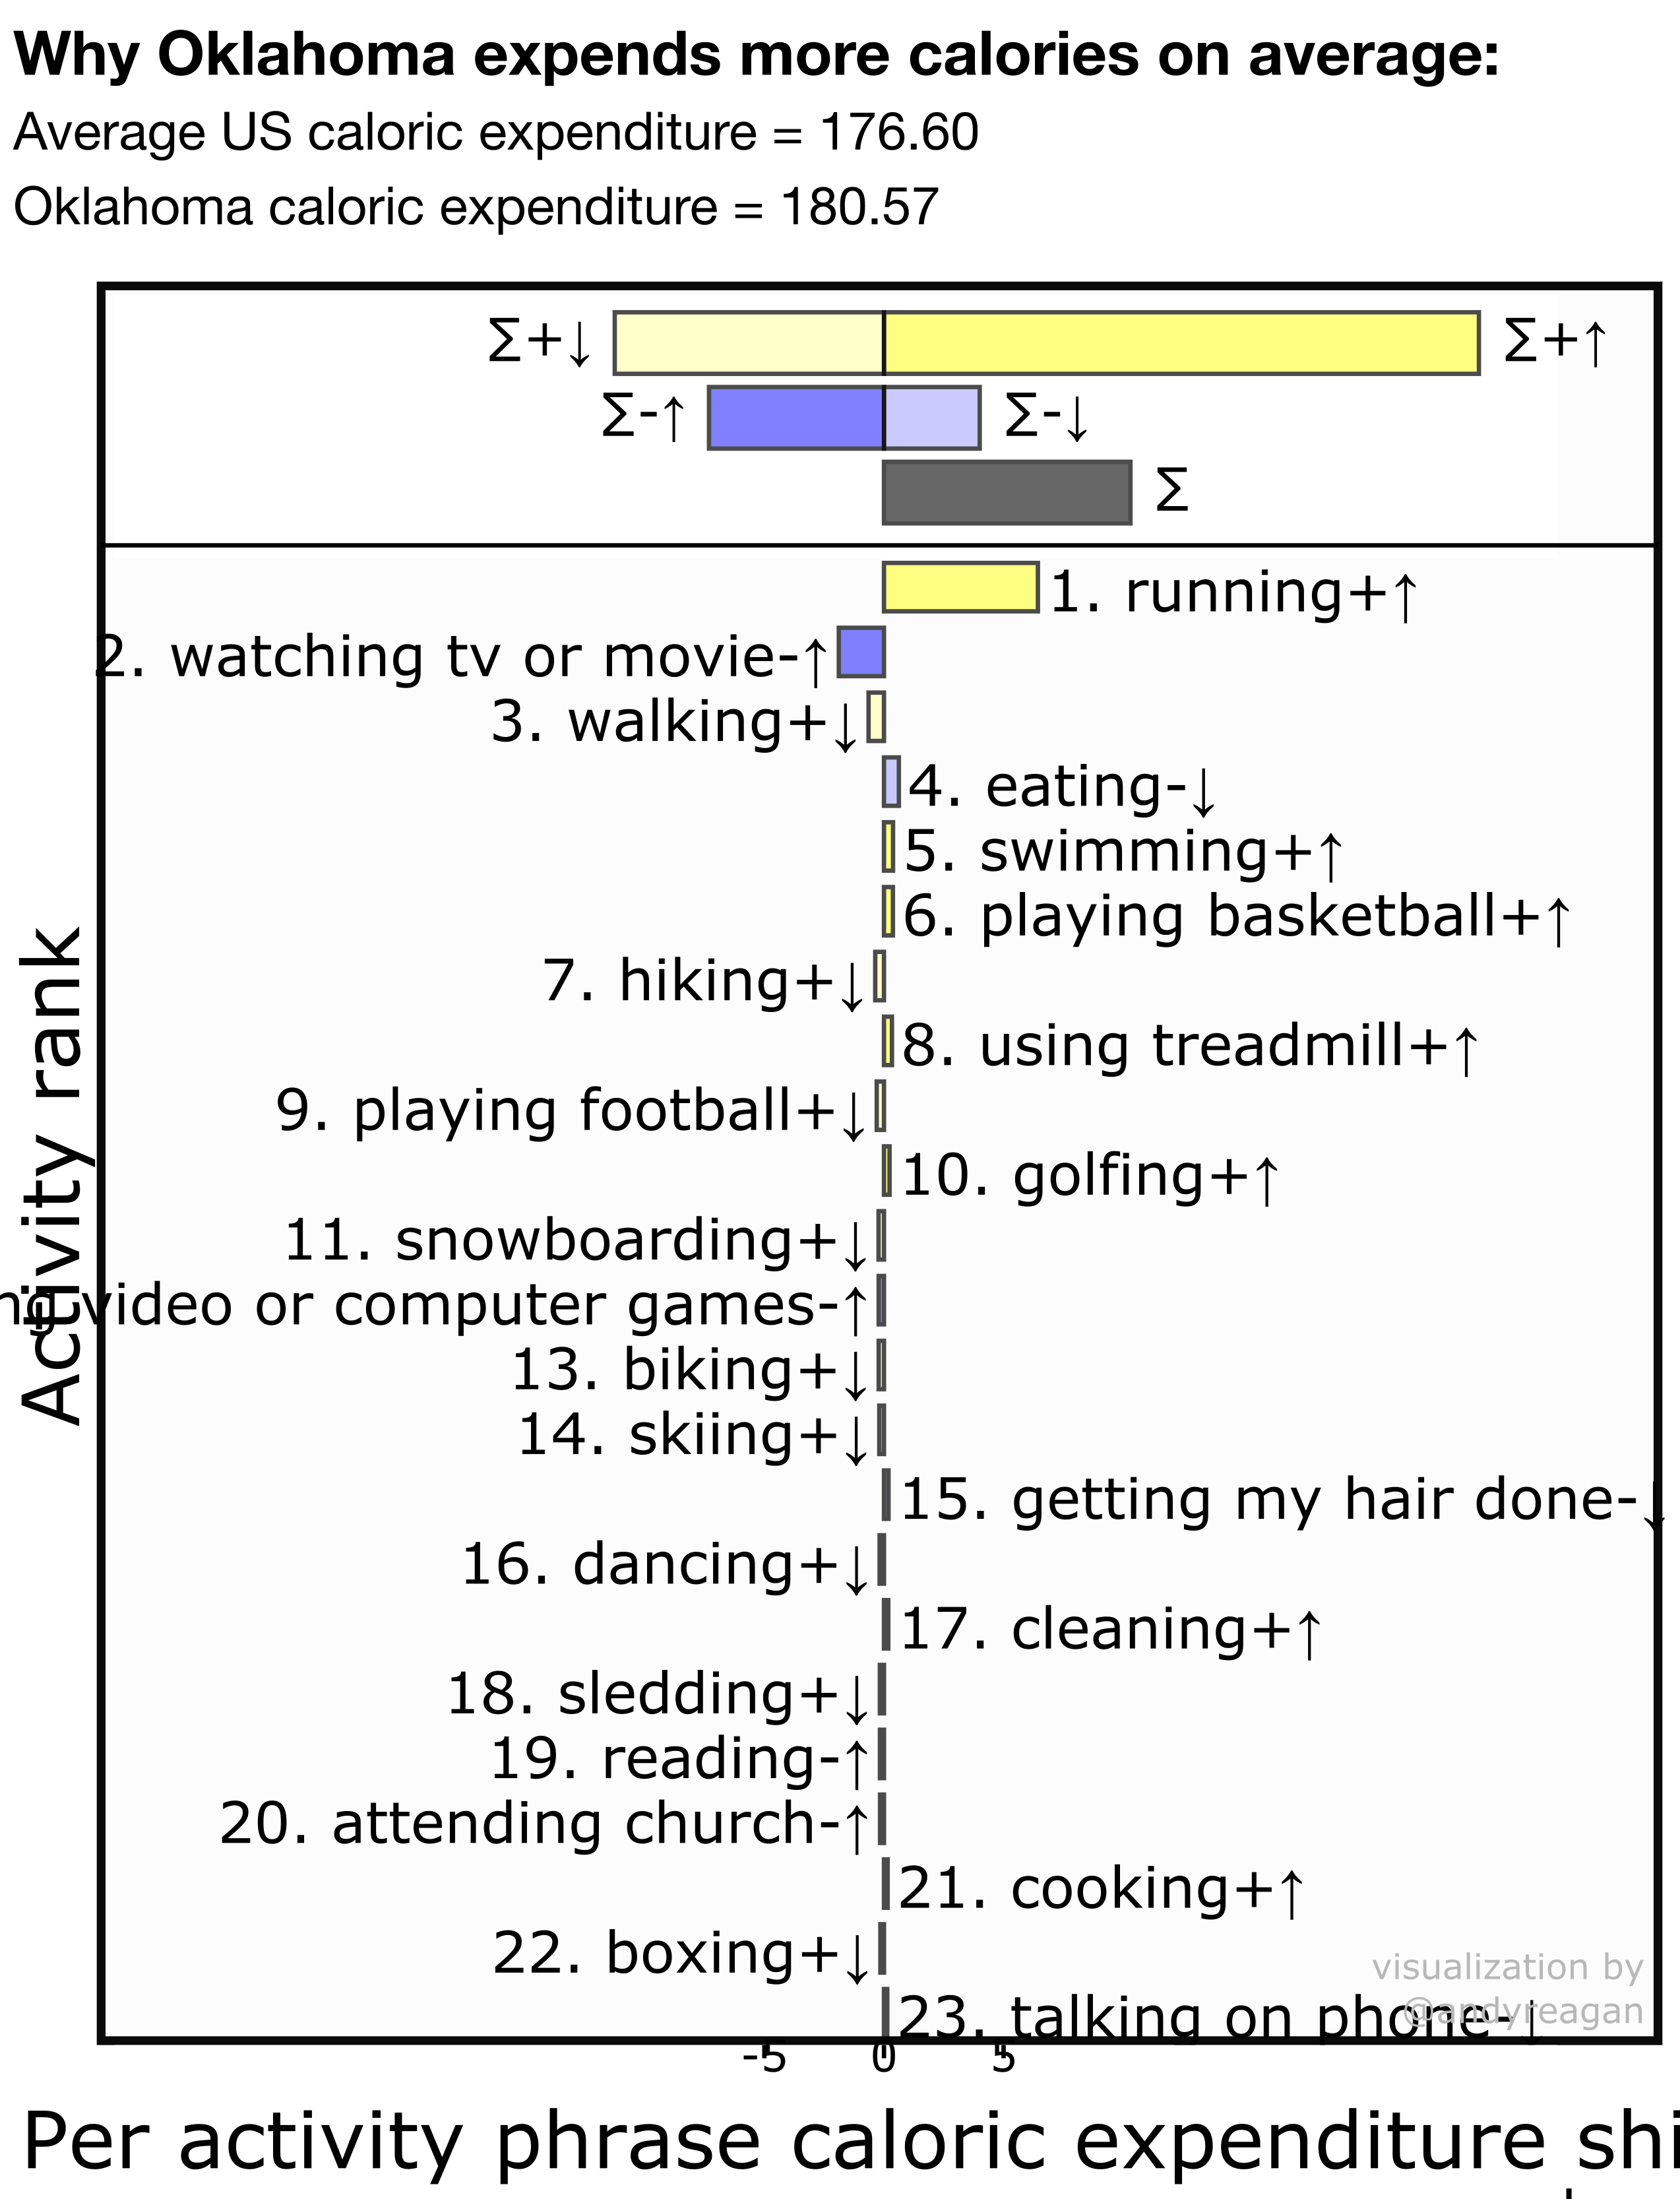 Why Oklahoma expends more calories on average:
Average US caloric expenditure = 176.60
Oklahoma caloric expenditure = 180.57
∑+↓ ∑+↑
∑-↑ ∑-↓
∑
Activity rank
1. running+↑
2. watching tv or movie-↑
3. walking+↓
4. eating-↓
5. swimming+↑
6. playing basketball+↑
7. hiking+↓
8. using treadmill+↑
9. playing football+↓
10. golfing+↑
11. snowboarding+↓
ng video or computer games-↑
13. biking+↓
14. skiing+↓
15. getting my hair done-↓
16. dancing+↓
17. cleaning+↑
18. sledding+↓
19. reading-↑
20. attending church-↑
21. cooking+↑
22. boxing+↓
23. talking on phone-↓
visualization by
@andyreagan
-5 0 5
Per activity phrase caloric expenditure shi